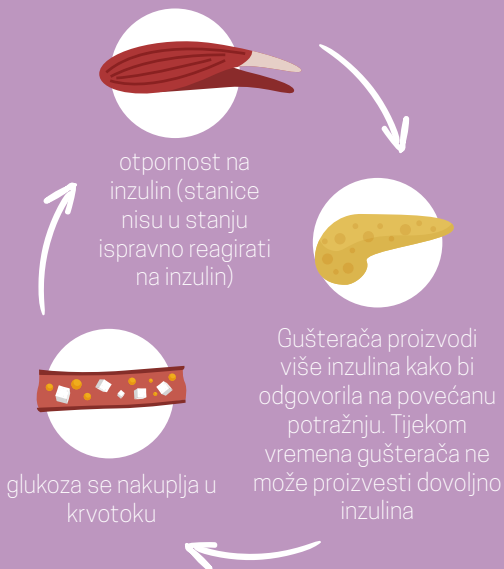 otpornost na
inzulin (stanice
nisu u stanju
ispravno reagirati
na inzulin)
Gušterača proizvodi
više inzulina kako bi
odgovorila na povećanu
potražnju. Tijekom
vremena gušterača ne
može proizvesti dovoljno
inzulina
glukoza se nakuplja u
krvotoku